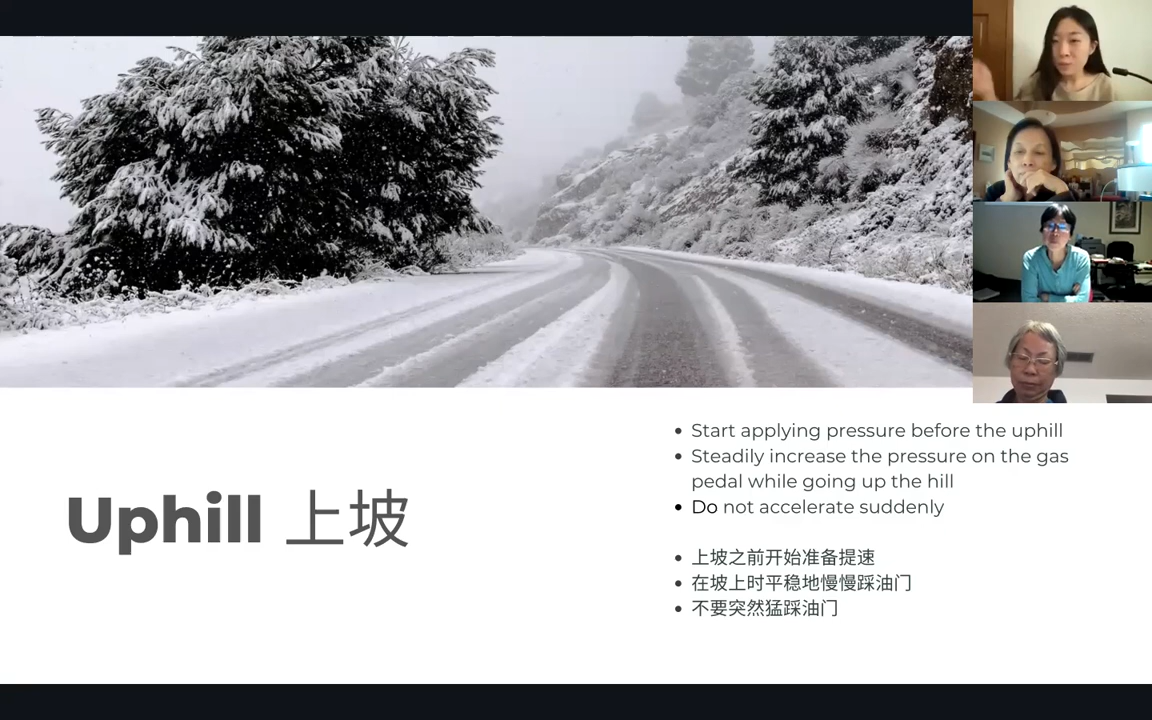 Uphill 上坡
Start applying pressure before the uphill
Steadily increase the pressure on the gas
pedal while going up the hill
Do not accelerate suddenly
上坡之前开始准备提速
在坡上时平稳地慢慢踩油门
不要突然猛踩油门